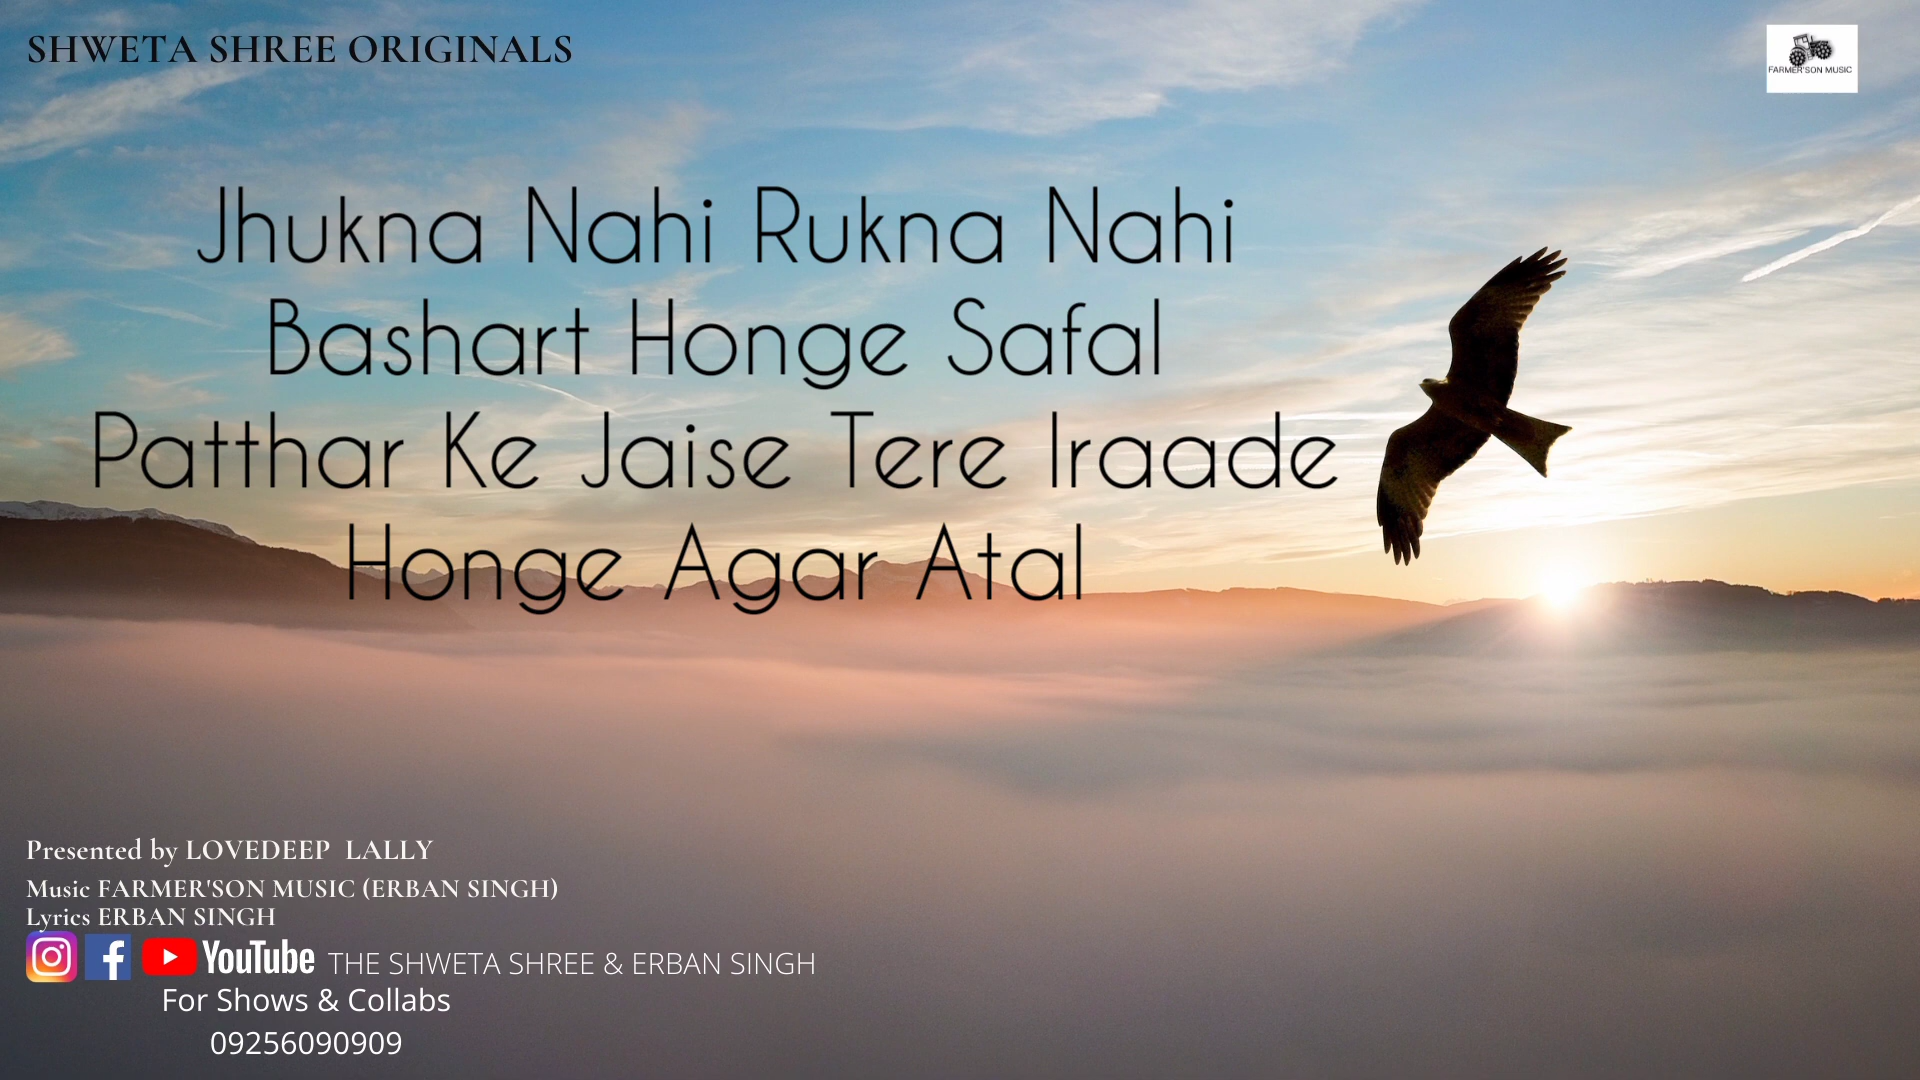 SHWETA SHREE ORIGINALS
FARMER'SON MUSIC
Jhukna Nahi Rukna Nahi
Bashart Honge Safal
Patthar Ke Jaise Tere Iraade
Honge Agar Atal
Presented by LOVEDEEP LALLY
Music FARMER'SON MUSIC (ERBAN SINGH)
Lyrics ERBAN SINGH
YouTube THE SHWETA SHREE & ERBAN SINGH
For Shows & Collabs
09256090909